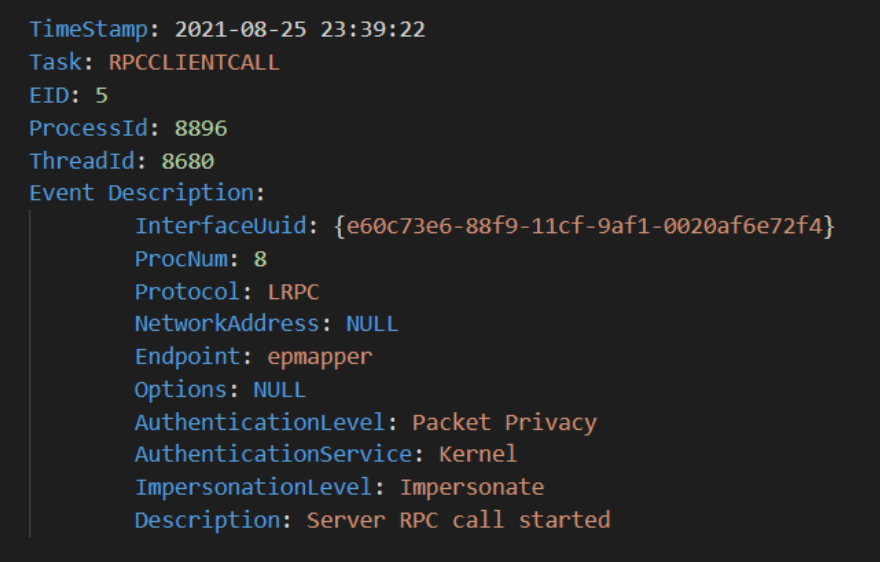 TimeStamp: 2021-08-25 23:39:22
Task: RPCCLIENTCALL
EID: 5
ProcessId: 8896
ThreadId: 8680
Event Description:
InterfaceUuid: {e60c73e6-88f9-11cf-9af1-0020af6e72f4}
ProcNum: 8
Protocol: LRPC
NetworkAddress: NULL
Endpoint: epmapper
Options: NULL
AuthenticationLevel: Packet Privacy
AuthenticationService: Kernel
ImpersonationLevel: Impersonate
Description: Server RPC call started